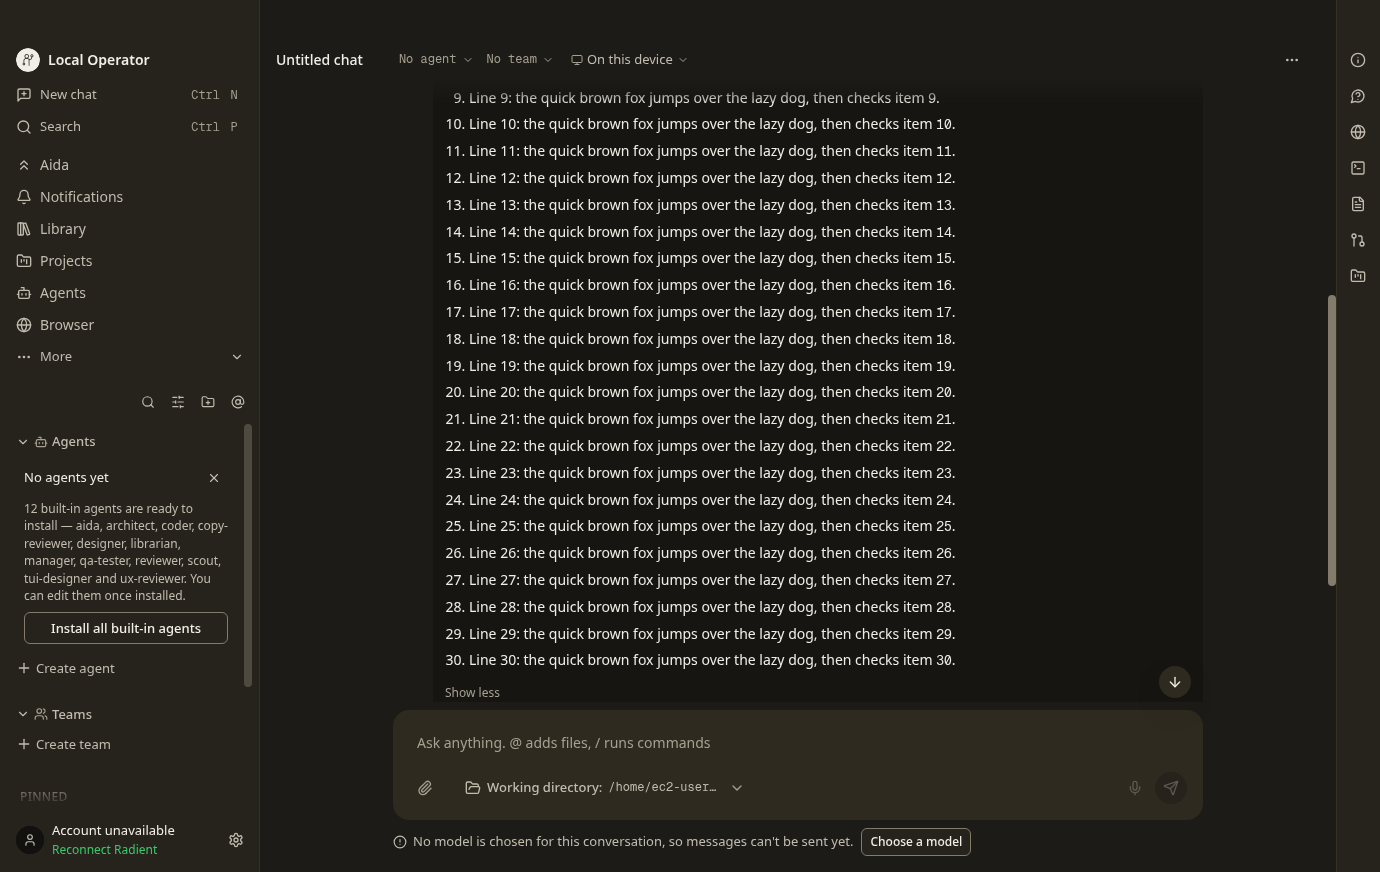 Local Operator
New chat Ctrl N
Search Ctrl P
Aida
Notifications
Library
Projects
Agents
Browser
More
Agents
No agents yet
12 built-in agents are ready to
install — aida, architect, coder, copy-
reviewer, designer, librarian,
manager, qa-tester, reviewer, scout,
tui-designer and ux-reviewer. You
can edit them once installed.
Install all built-in agents
Create agent
Teams
Create team
PINNED
Account unavailable
Reconnect Radient
Untitled chat No agent No team On this device
9. Line 9: the quick brown fox jumps over the lazy dog, then checks item 9.
10. Line 10: the quick brown fox jumps over the lazy dog, then checks item 10.
11. Line 11: the quick brown fox jumps over the lazy dog, then checks item 11.
12. Line 12: the quick brown fox jumps over the lazy dog, then checks item 12.
13. Line 13: the quick brown fox jumps over the lazy dog, then checks item 13.
14. Line 14: the quick brown fox jumps over the lazy dog, then checks item 14.
15. Line 15: the quick brown fox jumps over the lazy dog, then checks item 15.
16. Line 16: the quick brown fox jumps over the lazy dog, then checks item 16.
17. Line 17: the quick brown fox jumps over the lazy dog, then checks item 17.
18. Line 18: the quick brown fox jumps over the lazy dog, then checks item 18.
19. Line 19: the quick brown fox jumps over the lazy dog, then checks item 19.
20. Line 20: the quick brown fox jumps over the lazy dog, then checks item 20.
21. Line 21: the quick brown fox jumps over the lazy dog, then checks item 21.
22. Line 22: the quick brown fox jumps over the lazy dog, then checks item 22.
23. Line 23: the quick brown fox jumps over the lazy dog, then checks item 23.
24. Line 24: the quick brown fox jumps over the lazy dog, then checks item 24.
25. Line 25: the quick brown fox jumps over the lazy dog, then checks item 25.
26. Line 26: the quick brown fox jumps over the lazy dog, then checks item 26.
27. Line 27: the quick brown fox jumps over the lazy dog, then checks item 27.
28. Line 28: the quick brown fox jumps over the lazy dog, then checks item 28.
29. Line 29: the quick brown fox jumps over the lazy dog, then checks item 29.
30. Line 30: the quick brown fox jumps over the lazy dog, then checks item 30.
Show less
Ask anything. @ adds files, / runs commands
Working directory: /home/ec2-user…
No model is chosen for this conversation, so messages can't be sent yet. Choose a model